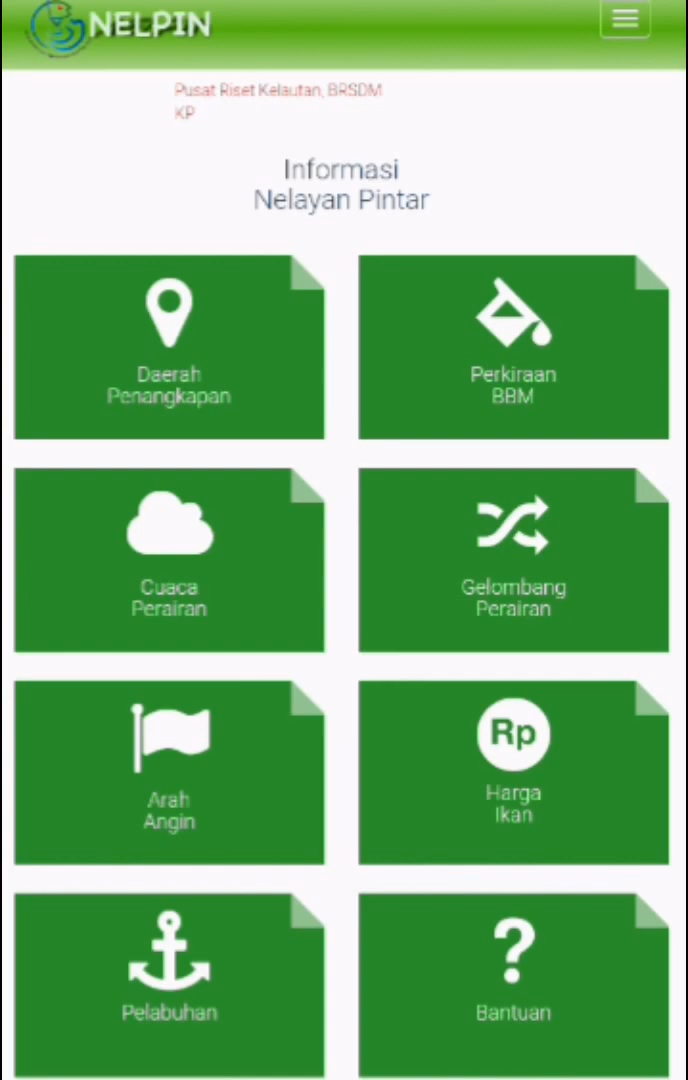 NELPIN
Pusat Riset Kelautan, BRSDM
KP
Informasi
Nelayan Pintar
Daerah
Penangkapan
Perkiraan
BBM
Cuaca
Perairan
Gelombang
Perairan
Arah
Angin
Rp
Harga
Ikan
Pelabuhan
?
Bantuan